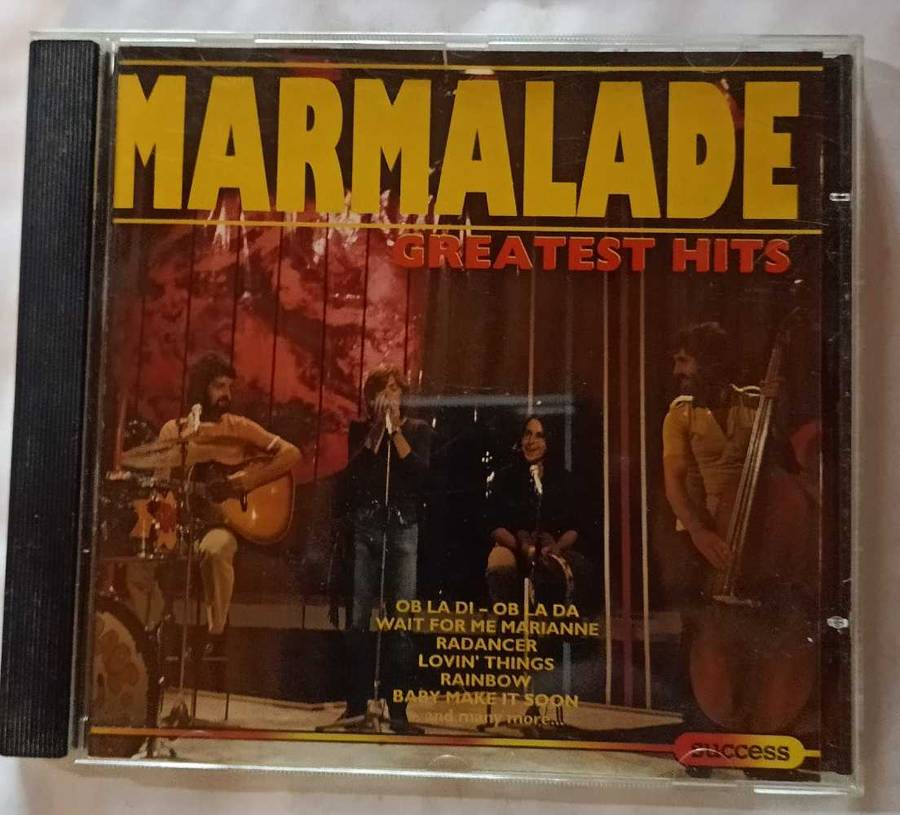 MARMALADE
GREATEST HITS
OB LA DI – OB LA DA
WAIT FOR ME MARIANNE
RADANCER
LOVIN' THINGS
RAINBOW
BABY MAKE IT SOON
and many more...
success